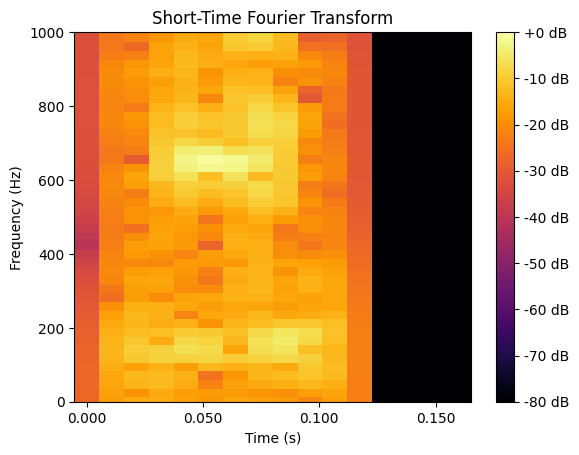 Short-Time Fourier Transform
1000
800
600
400
200
0
Frequency (Hz)
0.000
0.050
0.100
0.150
Time (s)
+0 dB
-10 dB
-20 dB
-30 dB
-40 dB
-50 dB
-60 dB
-70 dB
-80 dB